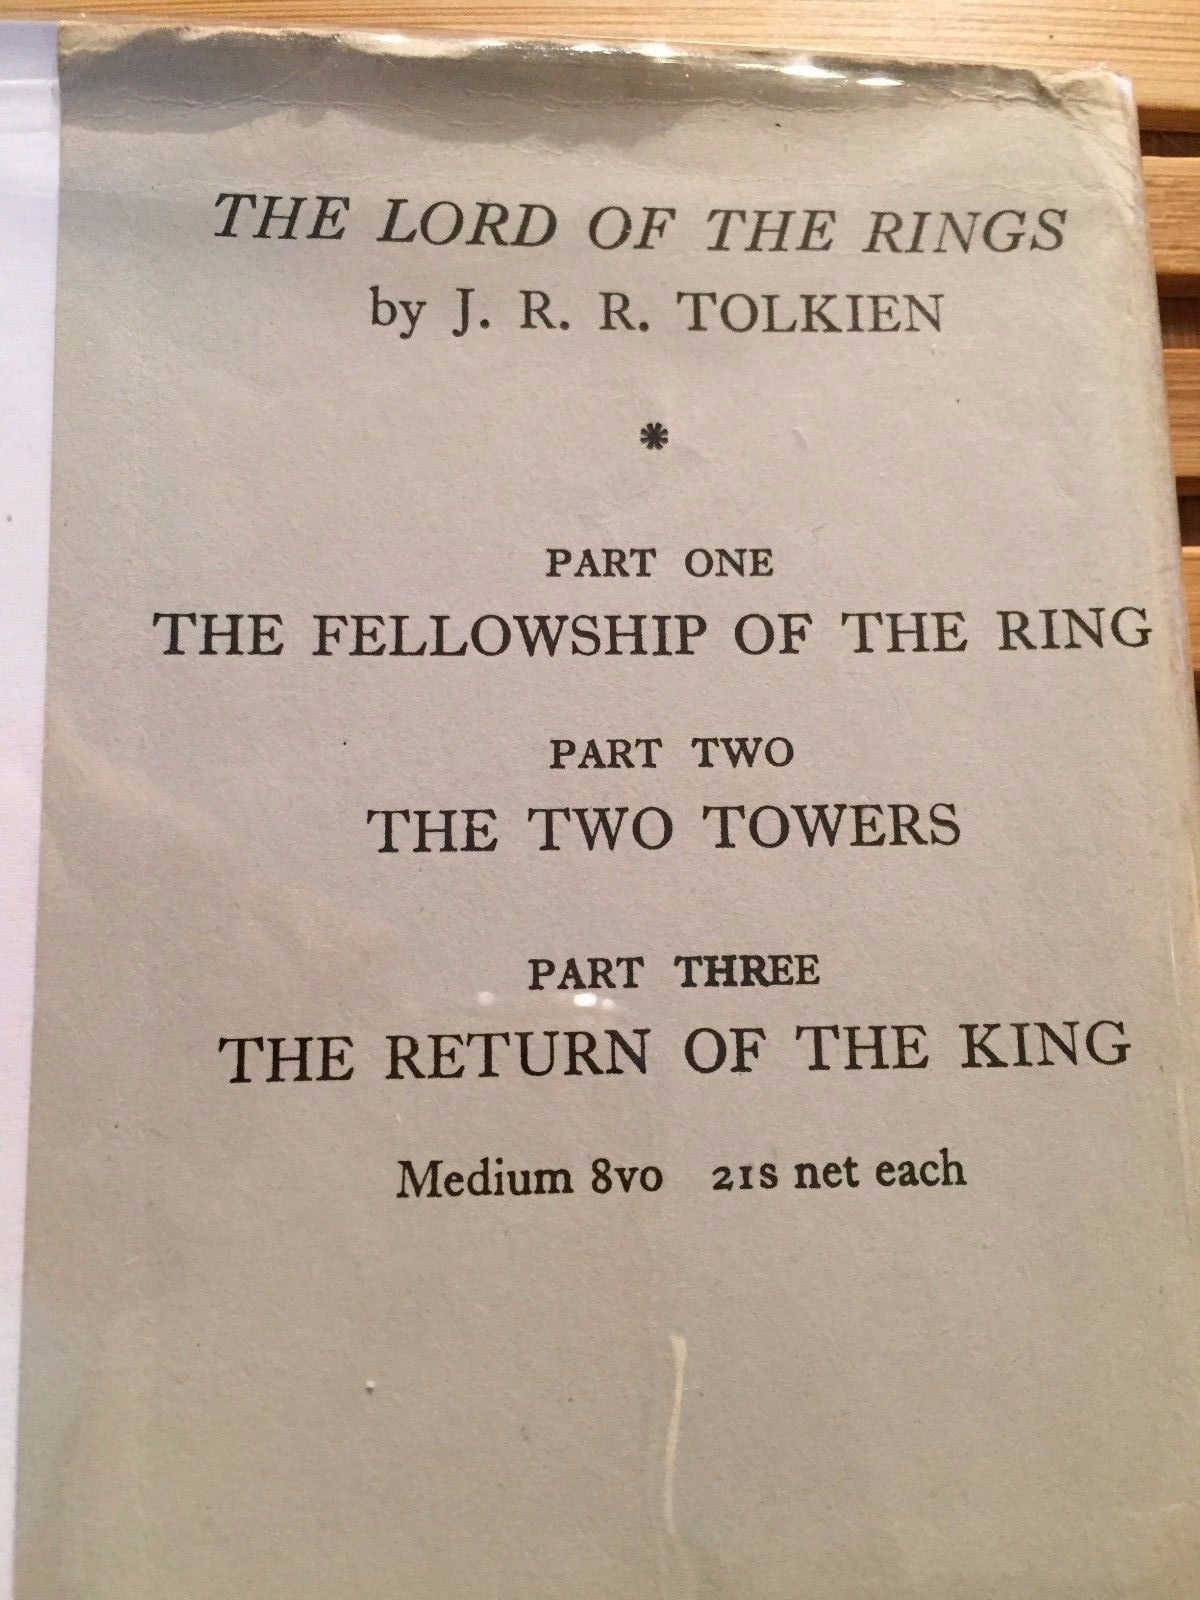 THE LORD OF THE RINGS
by J. R. R. TOLKIEN
*
PART ONE
THE FELLOWSHIP OF THE RING
PART TWO
THE TWO TOWERS
PART THREE
THE RETURN OF THE KING
Medium 8vo 21s net each